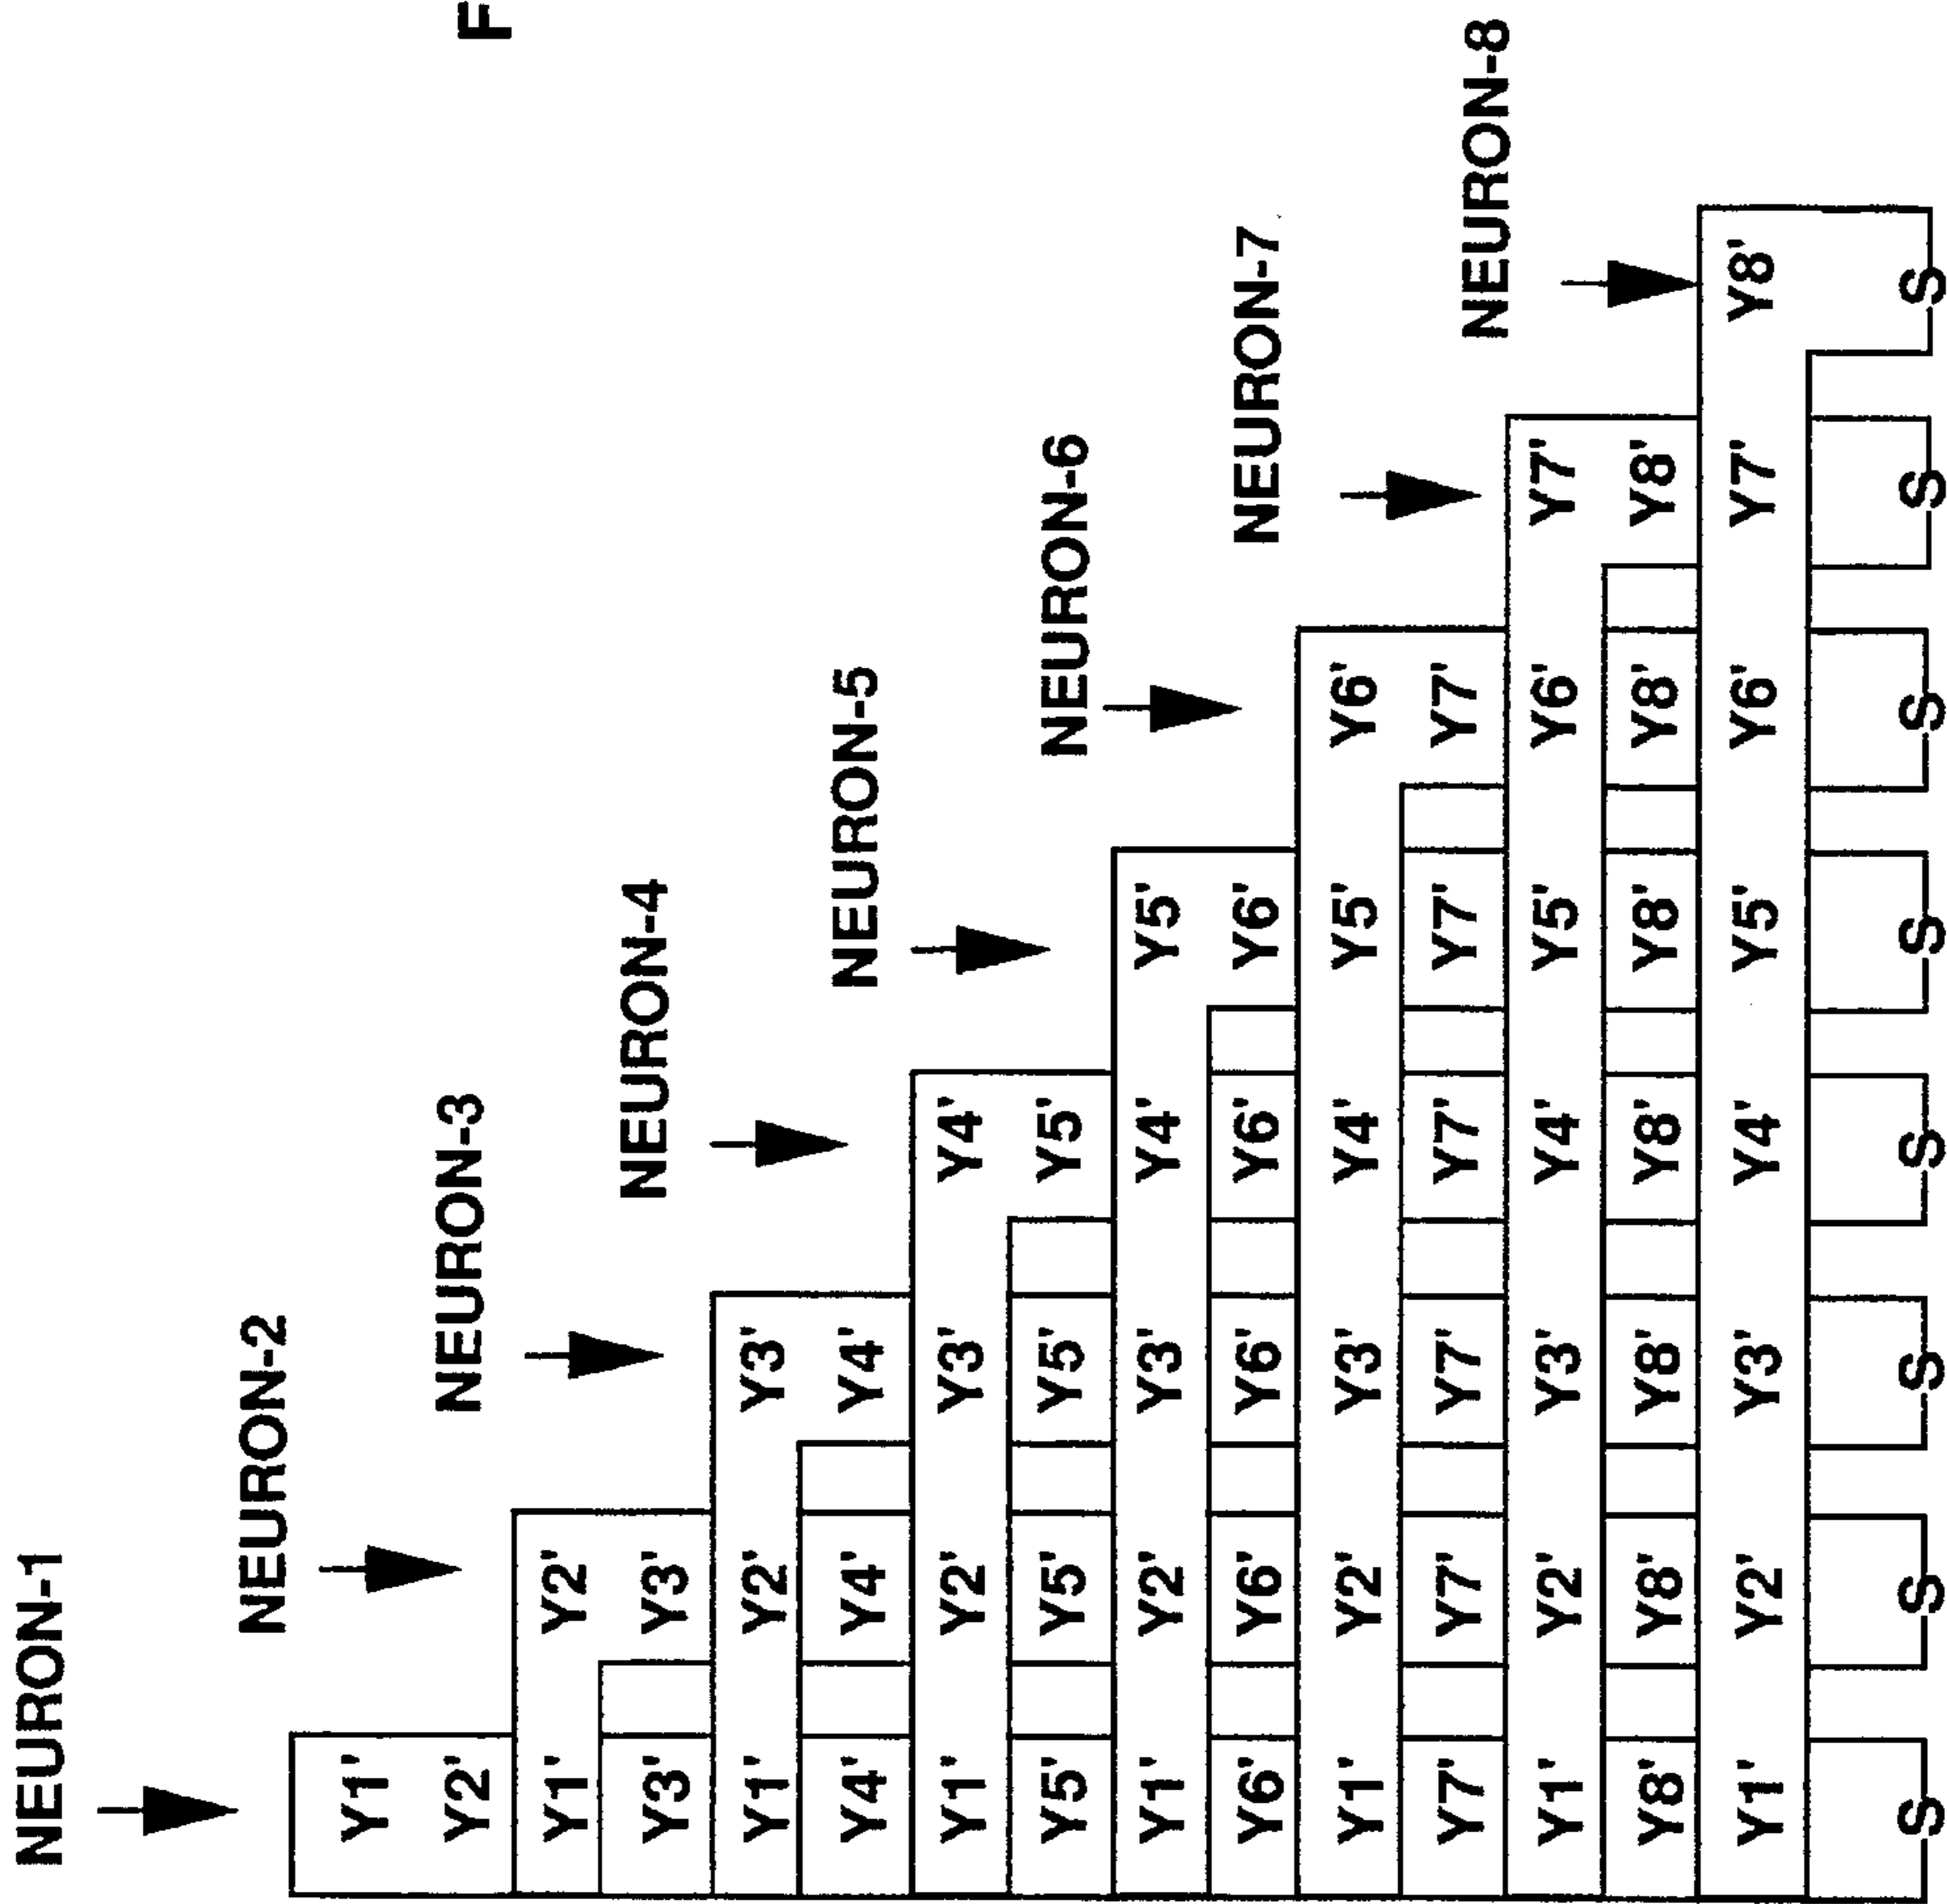 NEURON-1
NEURON-2
Y1'
Y2' NEURON-3 F
Y1' Y2'
Y3' Y3' NEURON-4
Y1' Y2' Y3'
Y4' Y4' Y4' NEURON-5
Y1' Y2' Y3' Y4'
Y5' Y5' Y5' Y5' NEURON-6
Y1' Y2' Y3' Y4' Y5'
Y6' Y6' Y6' Y6' Y6' NEURON-7
Y1' Y2' Y3' Y4' Y5' Y6'
Y7' Y7' Y7' Y7' Y7' Y7' NEURON-8
Y1' Y2' Y3' Y4' Y5' Y6' Y7'
Y8' Y8' Y8' Y8' Y8' Y8' Y8'
Y1' Y2' Y3' Y4' Y5' Y6' Y7' Y8'
S S S S S S S S